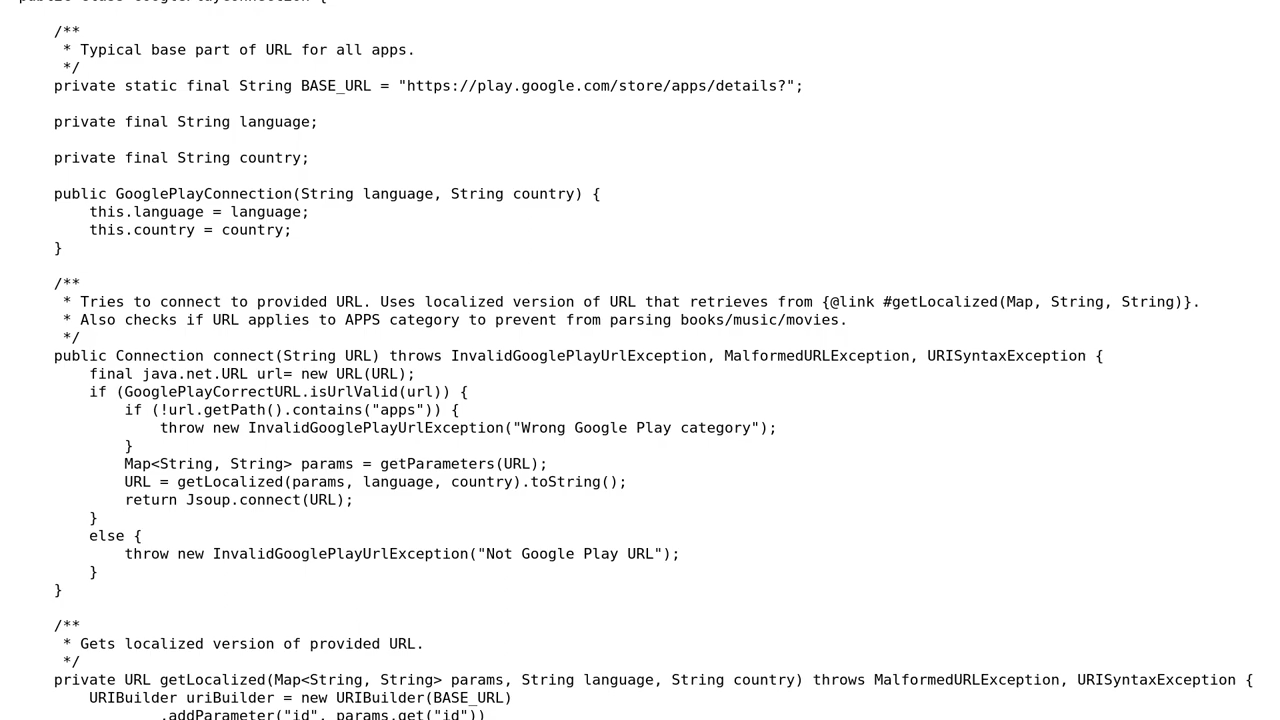 public class GooglePlayConnection {
/**
* Typical base part of URL for all apps.
*/
private static final String BASE_URL = "https://play.google.com/store/apps/details?";
private final String language;
private final String country;
public GooglePlayConnection(String language, String country) {
this.language = language;
this.country = country;
}
/**
* Tries to connect to provided URL. Uses localized version of URL that retrieves from {@link #getLocalized(Map, String, String)}.
* Also checks if URL applies to APPS category to prevent from parsing books/music/movies.
*/
public Connection connect(String URL) throws InvalidGooglePlayUrlException, MalformedURLException, URISyntaxException {
final java.net.URL url= new URL(URL);
if (GooglePlayCorrectURL.isUrlValid(url)) {
if (!url.getPath().contains("apps")) {
throw new InvalidGooglePlayUrlException("Wrong Google Play category");
}
Map<String, String> params = getParameters(URL);
URL = getLocalized(params, language, country).toString();
return Jsoup.connect(URL);
}
else {
throw new InvalidGooglePlayUrlException("Not Google Play URL");
}
}
/**
* Gets localized version of provided URL.
*/
private URL getLocalized(Map<String, String> params, String language, String country) throws MalformedURLException, URISyntaxException {
URIBuilder uriBuilder = new URIBuilder(BASE_URL)
.addParameter("id", params.get("id"))